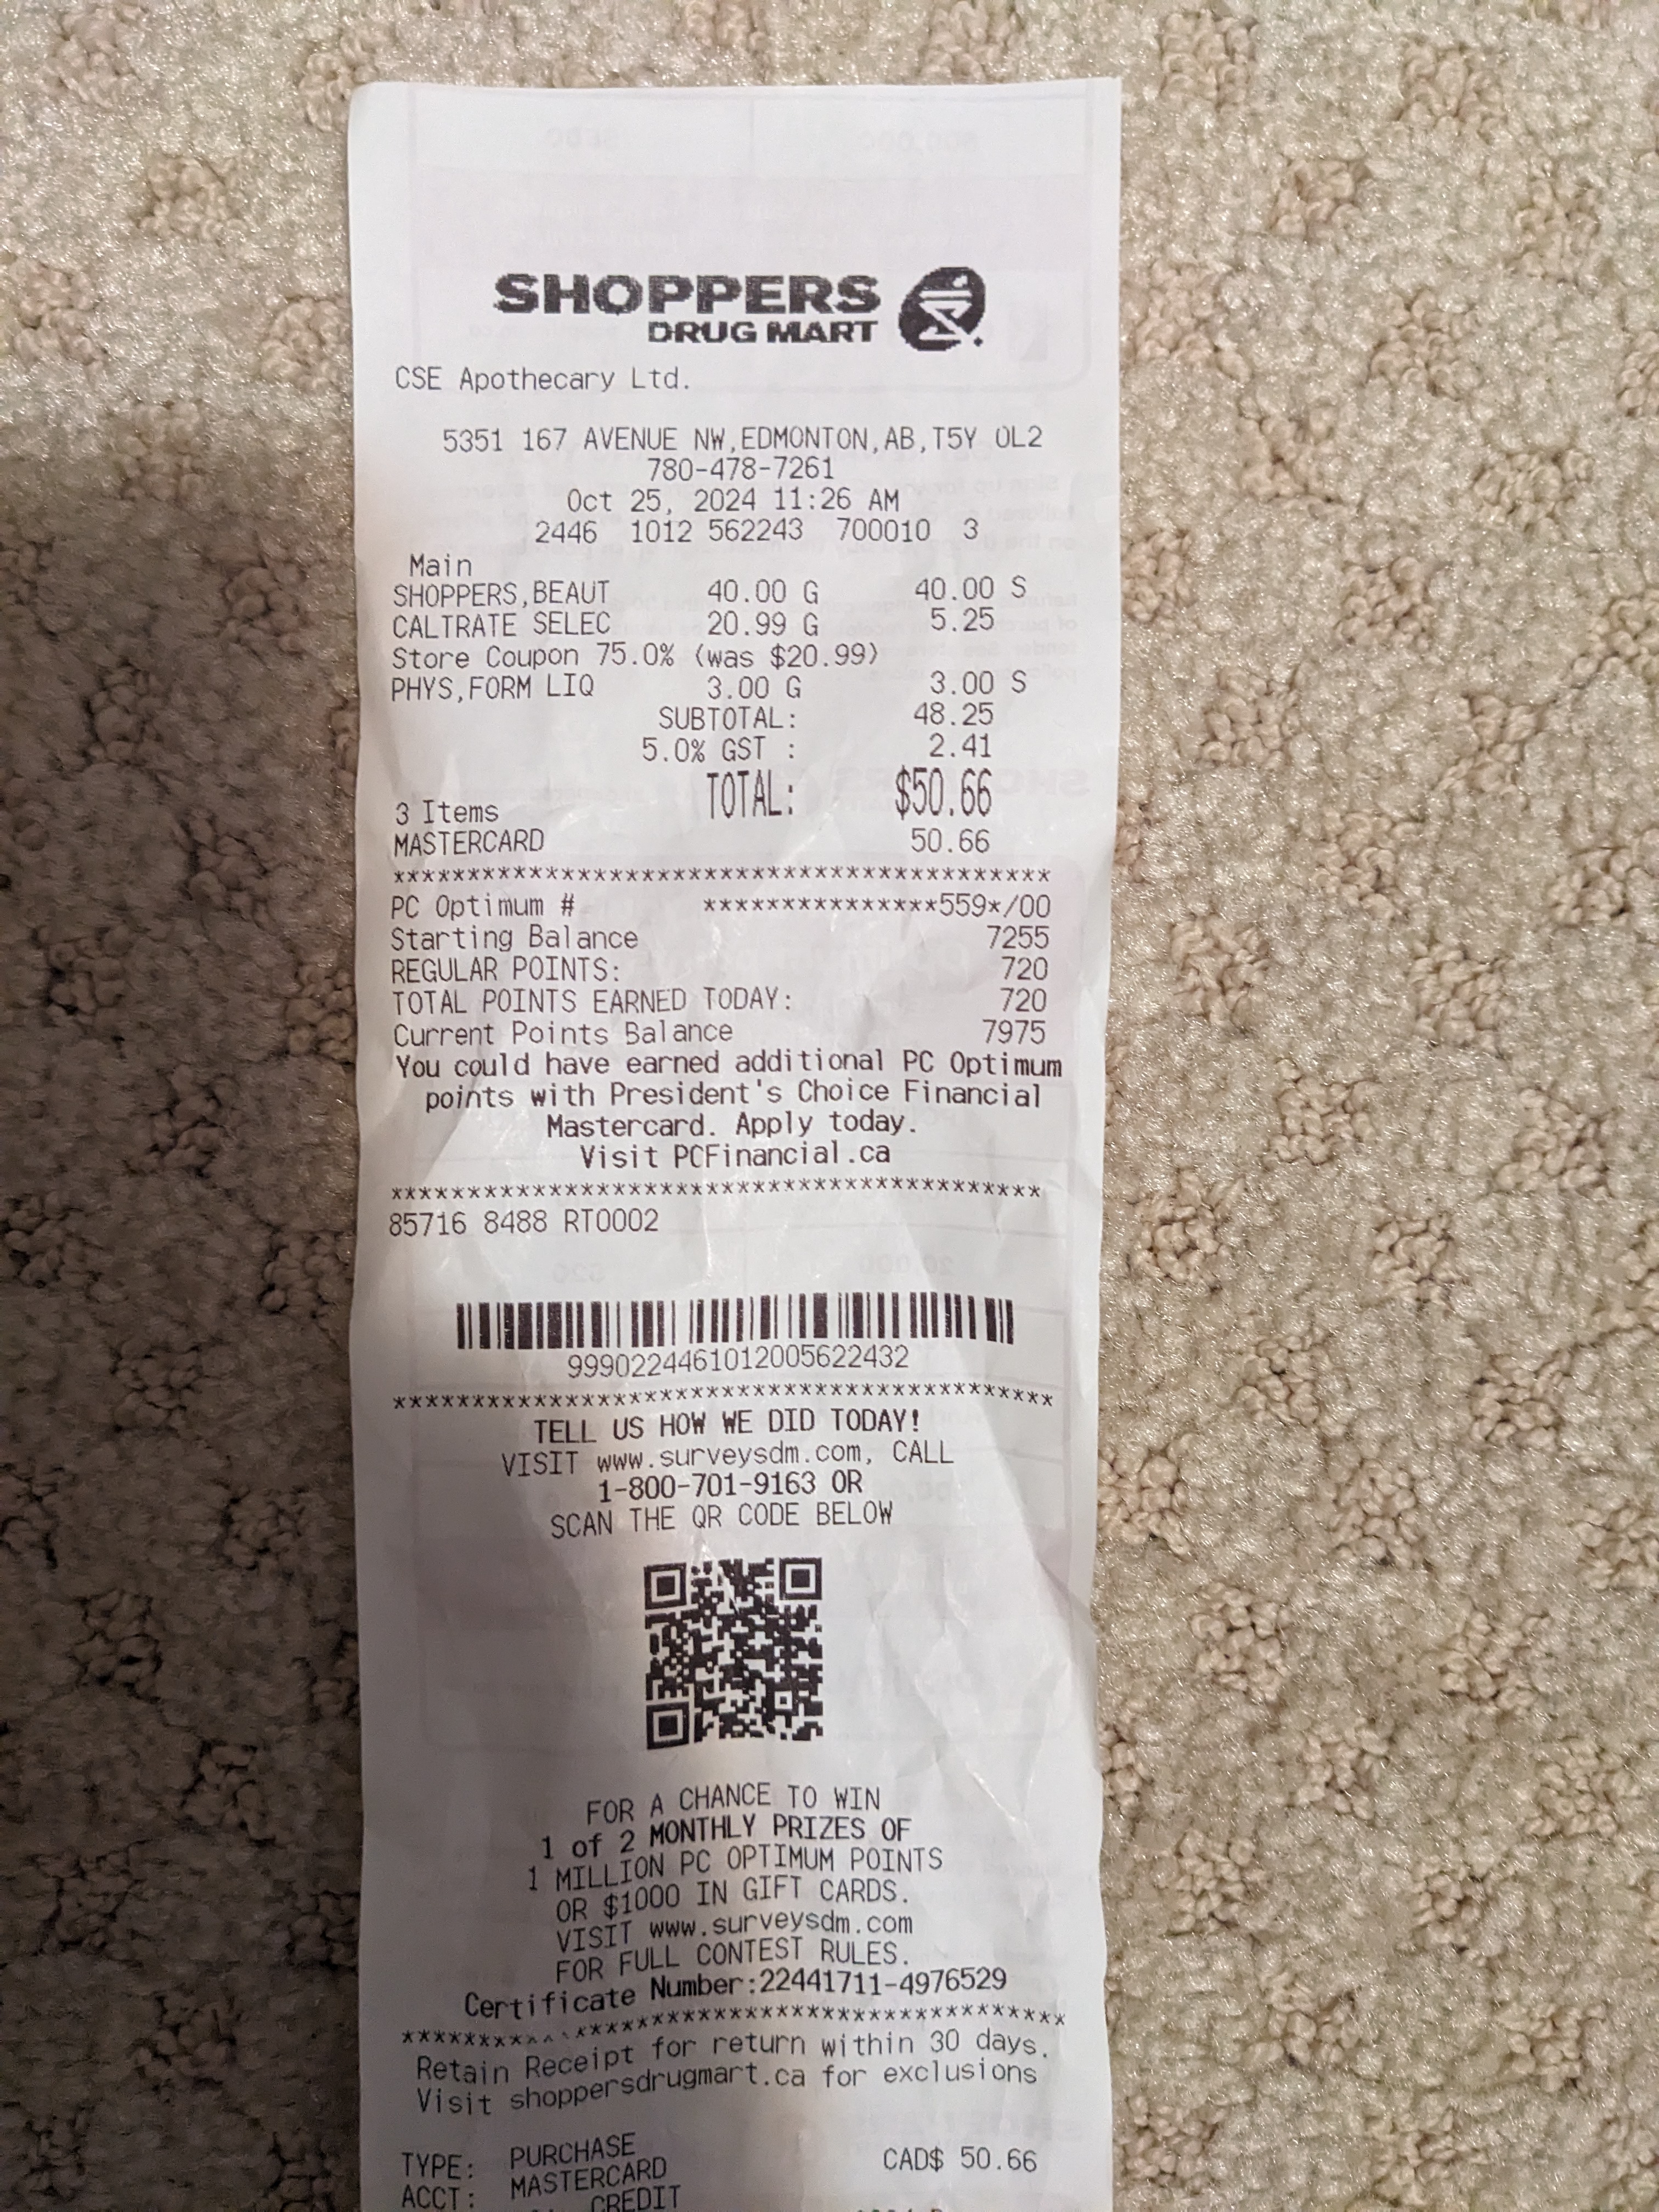 SHOPPERS
DRUG MART
CSE Apothecary Ltd.
5351 167 AVENUE NW,EDMONTON,AB,T5Y 0L2
780-478-7261
Oct 25, 2024 11:26 AM
2446 1012 562243 700010 3
Main
SHOPPERS,BEAUT 40.00 G 40.00 S
CALTRATE SELEC 20.99 G 5.25
Store Coupon 75.0% (was $20.99)
PHYS,FORM LIQ 3.00 G 3.00 S
SUBTOTAL: 48.25
5.0% GST : 2.41
TOTAL: $50.66
3 Items
MASTERCARD 50.66
******************************************
PC Optimum # ***************559*/00
Starting Balance 7255
REGULAR POINTS: 720
TOTAL POINTS EARNED TODAY: 720
Current Points Balance 7975
You could have earned additional PC Optimum
points with President's Choice Financial
Mastercard. Apply today.
Visit PCFinancial.ca
******************************************
85716 8488 RT0002
9990224461012005622432
******************************************
TELL US HOW WE DID TODAY!
VISIT www.surveysdm.com, CALL
1-800-701-9163 OR
SCAN THE QR CODE BELOW
FOR A CHANCE TO WIN
1 of 2 MONTHLY PRIZES OF
1 MILLION PC OPTIMUM POINTS
OR $1000 IN GIFT CARDS.
VISIT www.surveysdm.com
FOR FULL CONTEST RULES.
Certificate Number:22441711-4976529
******************************************
Retain Receipt for return within 30 days.
Visit shoppersdrugmart.ca for exclusions
TYPE: PURCHASE
ACCT: MASTERCARD CAD$ 50.66
CREDIT